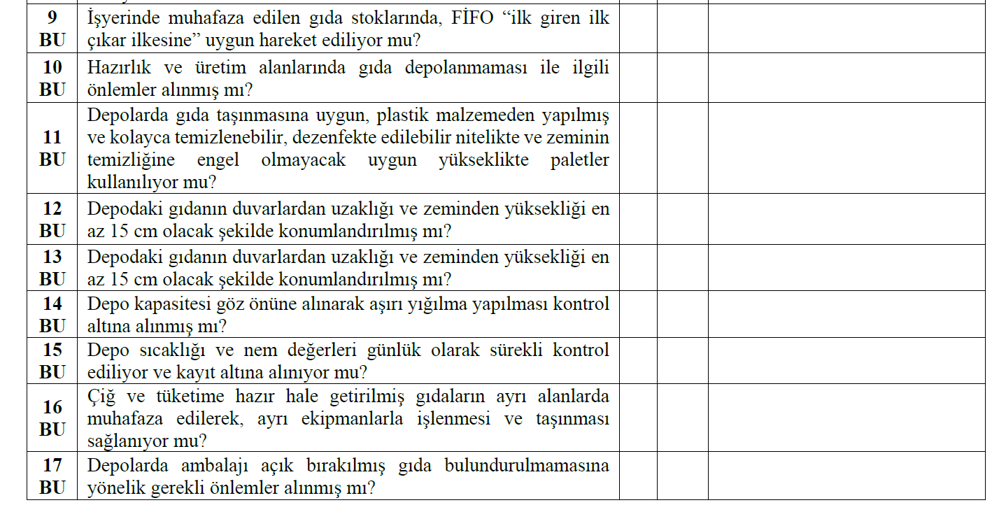 9
BU
İşyerinde muhafaza edilen gıda stoklarında, FİFO “ilk giren ilk
çıkar ilkesine” uygun hareket ediliyor mu?
10
BU
Hazırlık ve üretim alanlarında gıda depolanmaması ile ilgili
önlemler alınmış mı?
11
BU
Depolarda gıda taşınmasına uygun, plastik malzemeden yapılmış
ve kolayca temizlenebilir, dezenfekte edilebilir nitelikte ve zeminin
temizliğine engel olmayacak uygun yükseklikte paletler
kullanılıyor mu?
12
BU
Depodaki gıdanın duvarlardan uzaklığı ve zeminden yüksekliği en
az 15 cm olacak şekilde konumlandırılmış mı?
13
BU
Depodaki gıdanın duvarlardan uzaklığı ve zeminden yüksekliği en
az 15 cm olacak şekilde konumlandırılmış mı?
14
BU
Depo kapasitesi göz önüne alınarak aşırı yığılma yapılması kontrol
altına alınmış mı?
15
BU
Depo sıcaklığı ve nem değerleri günlük olarak sürekli kontrol
ediliyor ve kayıt altına alınıyor mu?
16
BU
Çiğ ve tüketime hazır hale getirilmiş gıdaların ayrı alanlarda
muhafaza edilerek, ayrı ekipmanlarla işlenmesi ve taşınması
sağlanıyor mu?
17
BU
Depolarda ambalajı açık bırakılmış gıda bulundurulmamasına
yönelik gerekli önlemler alınmış mı?